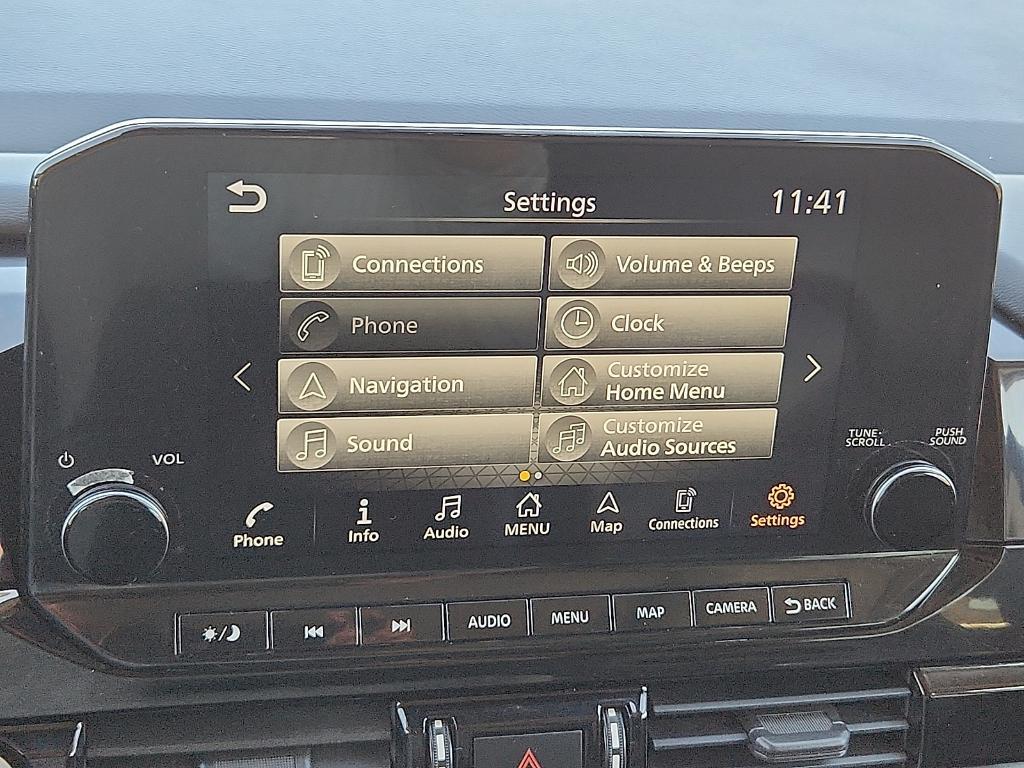 Settings
11:41
Connections
Volume & Beeps
Phone
Clock
Navigation
Customize
Home Menu
Sound
Customize
Audio Sources
VOL
TUNE·
SCROLL
PUSH
SOUND
Phone
Info
Audio
MENU
Map
Connections
Settings
AUDIO
MENU
MAP
CAMERA
BACK